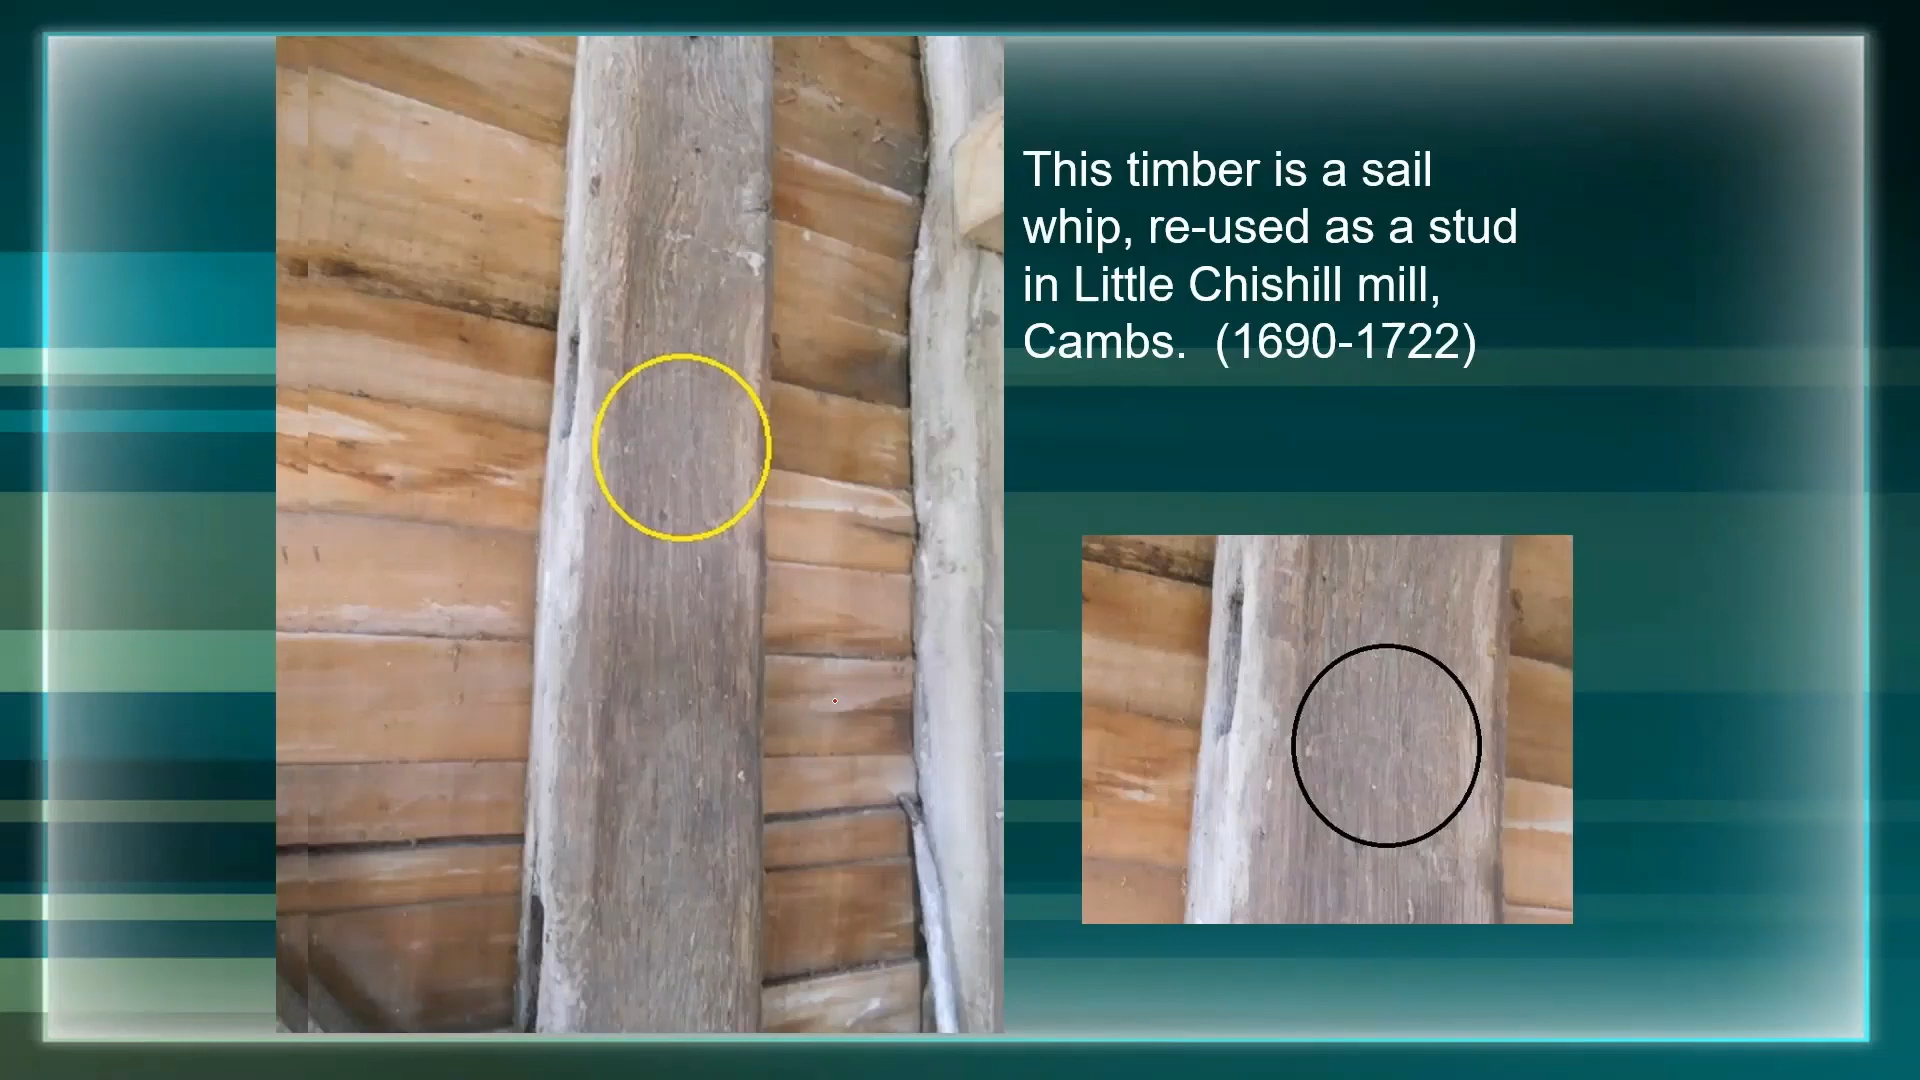 This timber is a sail
whip, re-used as a stud
in Little Chishill mill,
Cambs.  (1690-1722)